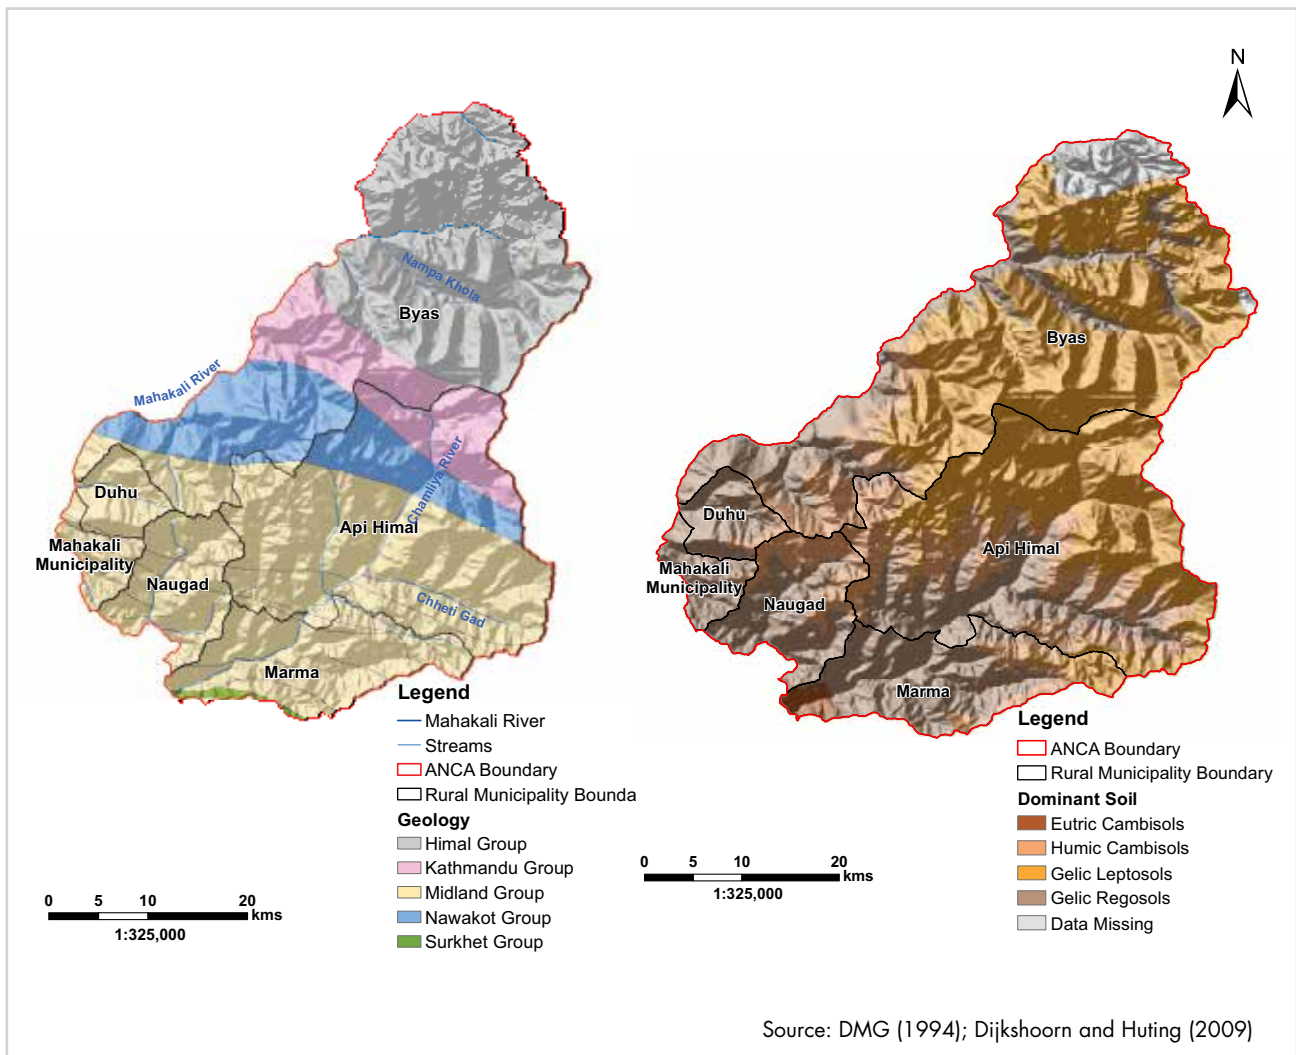 N
Nampa Khola
Byas
Mahakali River
Chamliya River
Duhu
Api Himal
Mahakali
Municipality
Naugad
Chheti Gad
Marma
Legend
Mahakali River
Streams
ANCA Boundary
Rural Municipality Bounda
Geology
Himal Group
Kathmandu Group
Midland Group
Nawakot Group
Surkhet Group
0 5 10 20
kms
1:325,000
Byas
Duhu
Api Himal
Mahakali
Municipality
Naugad
Marma
Legend
ANCA Boundary
Rural Municipality Boundary
Dominant Soil
Eutric Cambisols
Humic Cambisols
Gelic Leptosols
Gelic Regosols
Data Missing
0 5 10 20
kms
1:325,000
Source: DMG (1994); Dijkshoorn and Huting (2009)